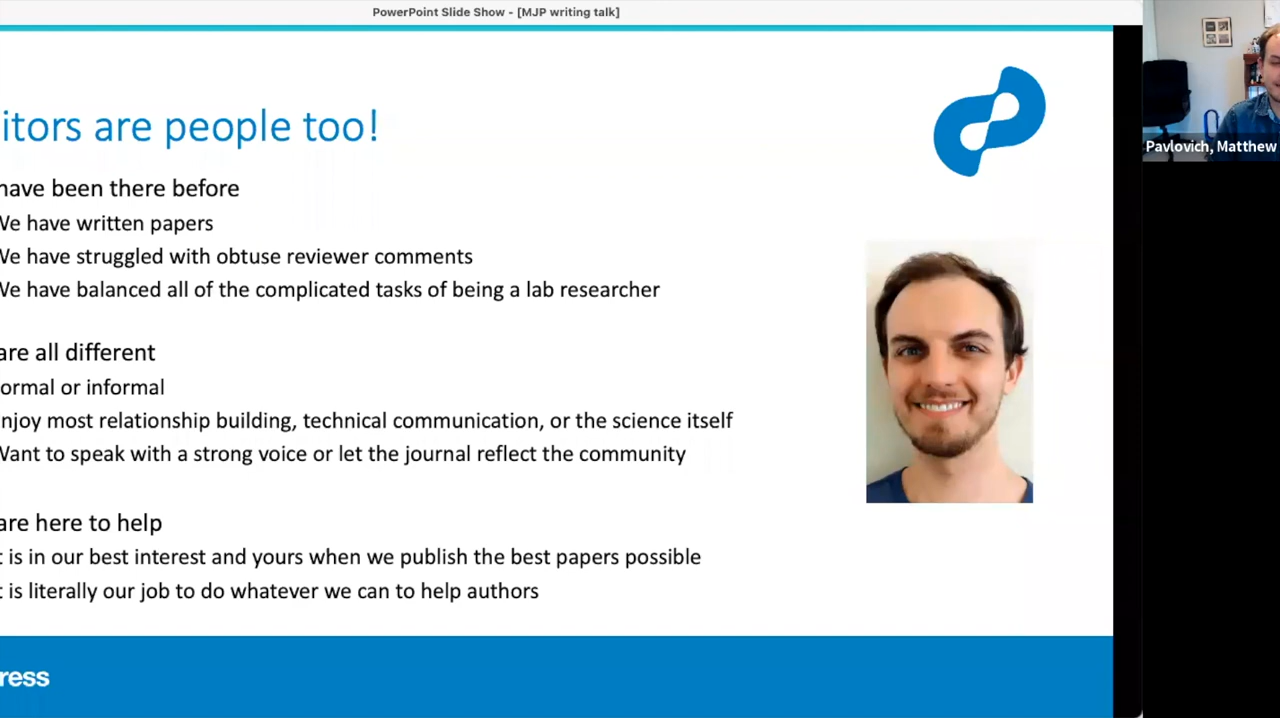 PowerPoint Slide Show - [MJP writing talk]
itors are people too!
have been there before
We have written papers
We have struggled with obtuse reviewer comments
We have balanced all of the complicated tasks of being a lab researcher
are all different
ormal or informal
njoy most relationship building, technical communication, or the science itself
Want to speak with a strong voice or let the journal reflect the community
are here to help
t is in our best interest and yours when we publish the best papers possible
t is literally our job to do whatever we can to help authors
ress
Pavlovich, Matthew